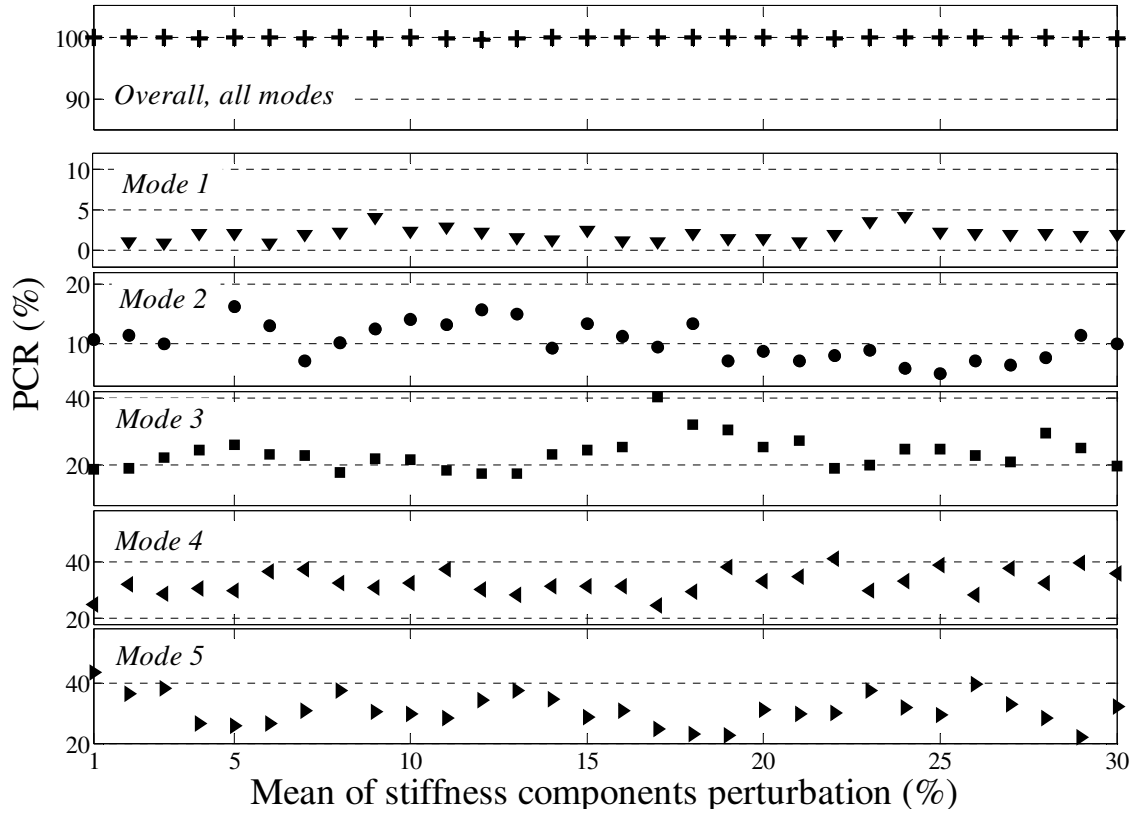 100
90
Overall, all modes
10
5
0
Mode 1
20
10
Mode 2
40
20
Mode 3
40
20
Mode 4
40
20
Mode 5
1 5 10 15 20 25 30
PCR (%)
Mean of stiffness components perturbation (%)